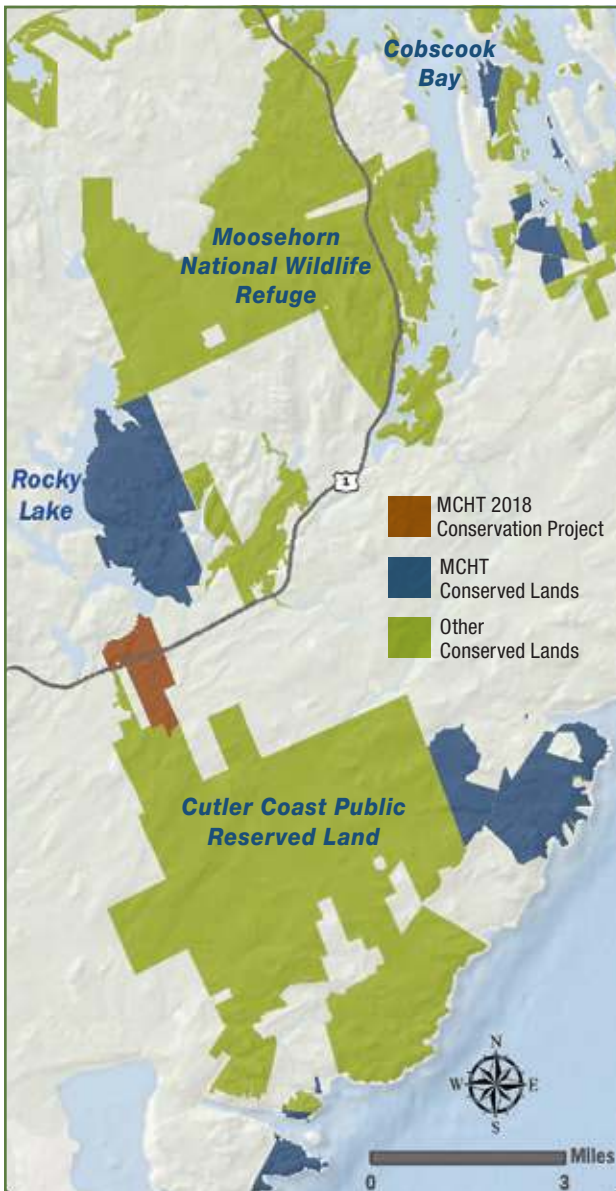 Cobscook
Bay
Moosehorn
National Wildlife
Refuge
Rocky
Lake
1
MCHT 2018
Conservation Project
MCHT
Conserved Lands
Other
Conserved Lands
Cutler Coast Public
Reserved Land
N
W E
S
Miles
0 3